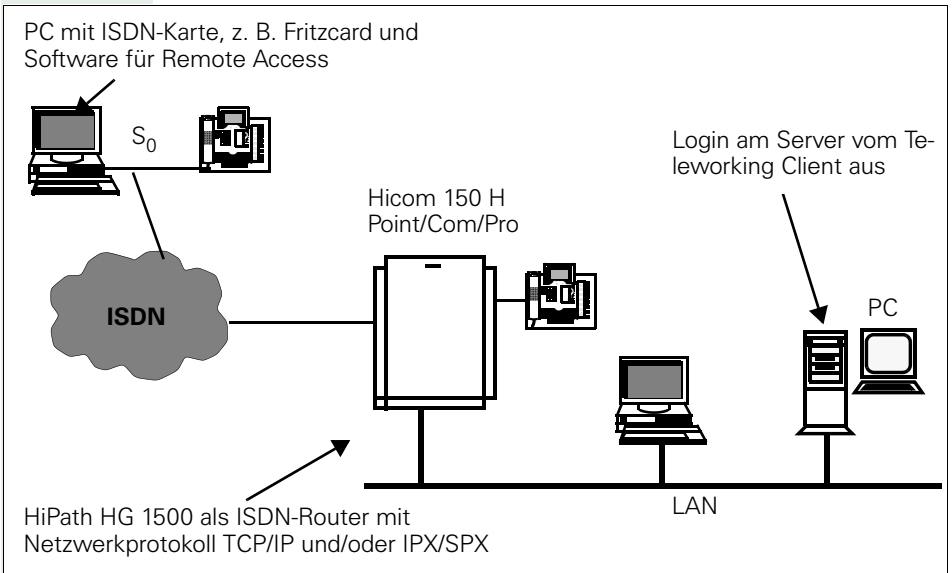 PC mit ISDN-Karte, z. B. Fritzcard und
Software für Remote Access
S0
Login am Server vom Te-
leworking Client aus
Hicom 150 H
Point/Com/Pro
ISDN
PC
LAN
HiPath HG 1500 als ISDN-Router mit
Netzwerkprotokoll TCP/IP und/oder IPX/SPX